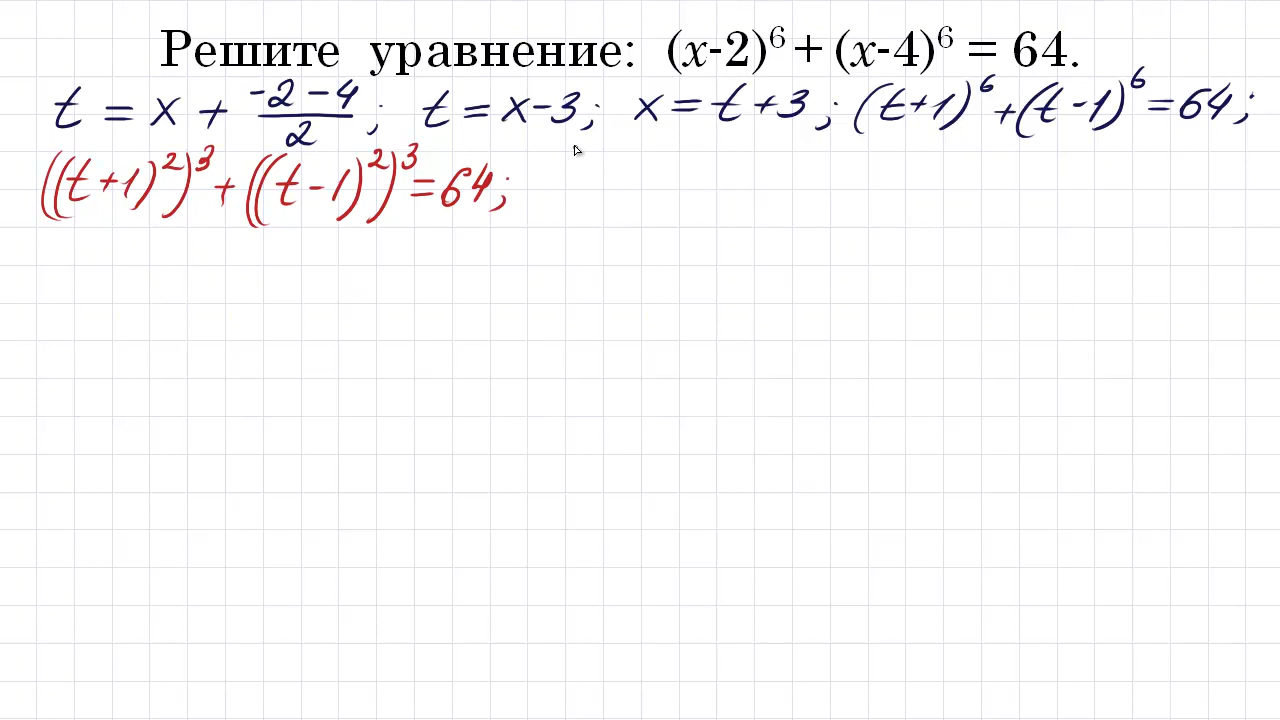 Решите уравнение: (x-2)⁶ + (x-4)⁶ = 64.
t = x + (-2-4)/2; t = x-3; x = t+3; (t+1)⁶+(t-1)⁶=64;
((t+1)²)³+((t-1)²)³=64;